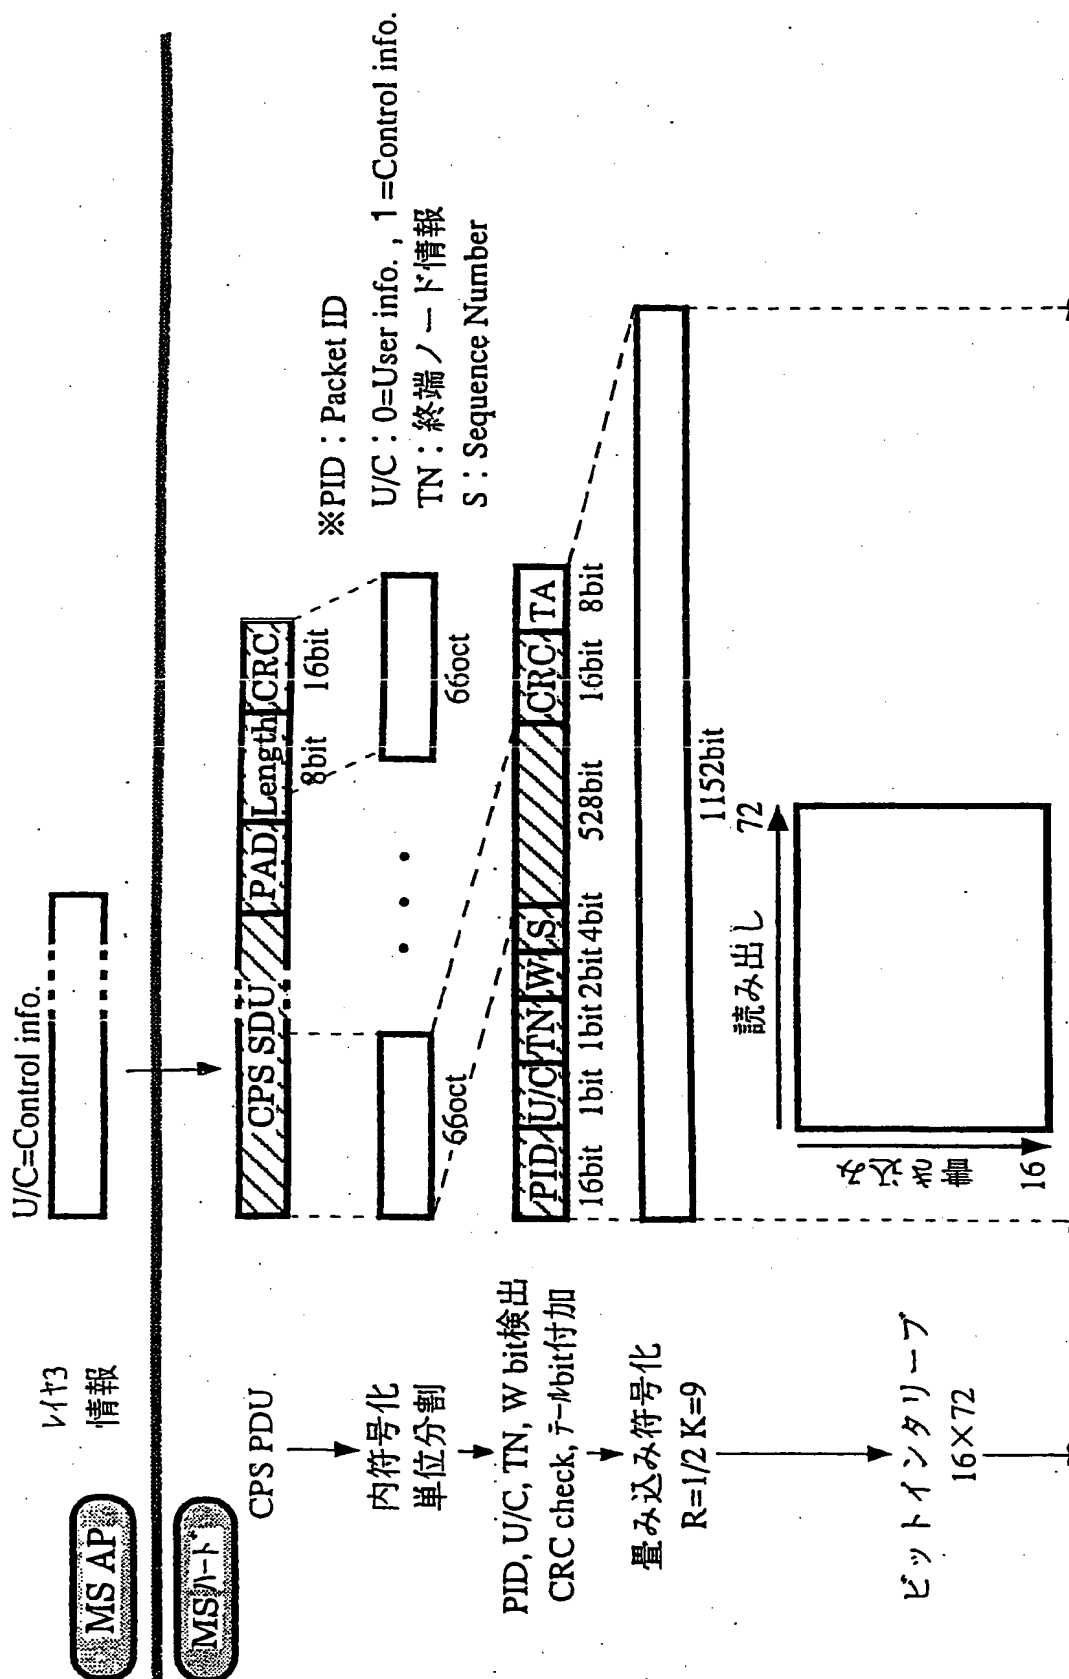 MS AP
レイヤ3
情報
U/C=Control info.
MSハード
CPS PDU
CPS SDU
PAD
Length
CRC
8bit
16bit
※PID：Packet ID
U/C：0=User info. , 1=Control info.
TN：終端ノード情報
S：Sequence Number
内符号化
単位分割
66oct
• • •
66oct
PID, U/C, TN, W bit検出
CRC check, テールbit付加
PID
U/C
TN
W
S
CRC
TA
16bit
1bit
1bit
2bit
4bit
528bit
16bit
8bit
畳み込み符号化
R=1/2 K=9
1152bit
ビットインタリーブ
16×72
読み出し
72
書き込み
16